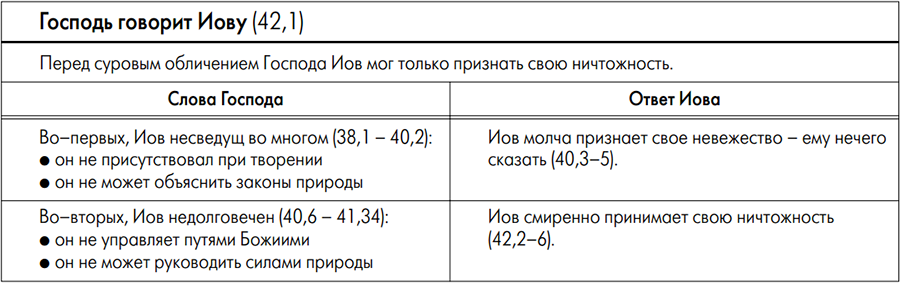 Господь говорит Иову (42,1)
Перед суровым обличением Господа Иов мог только признать свою ничтожность.
Слова Господа
Ответ Иова
Во–первых, Иов несведущ во многом (38,1 – 40,2):
● он не присутствовал при творении
● он не может объяснить законы природы
Иов молча признает свое невежество – ему нечего
сказать (40,3–5).
Во–вторых, Иов недолговечен (40,6 – 41,34):
● он не управляет путями Божиими
● он не может руководить силами природы
Иов смиренно принимает свою ничтожность
(42,2–6).